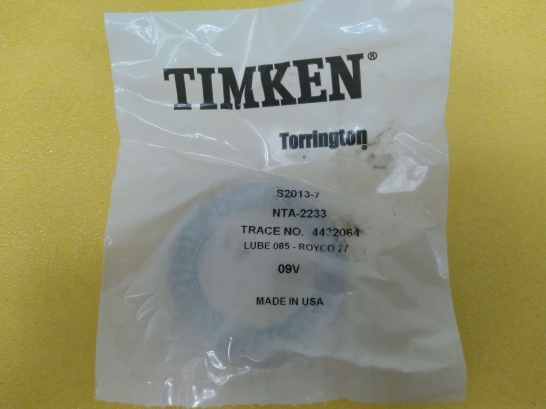 TIMKEN®
Torrington®
S2013-7
NTA-2233
TRACE NO. 4432064
LUBE 085 - ROYCO 27
09V
MADE IN USA